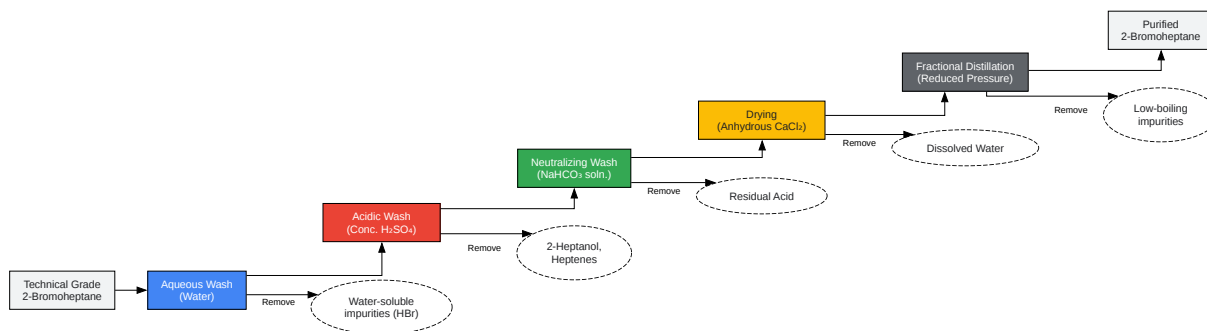 Technical Grade
2-Bromoheptane
Aqueous Wash
(Water)
Remove
Water-soluble
impurities (HBr)
Acidic Wash
(Conc. H₂SO₄)
Remove
2-Heptanol,
Heptenes
Neutralizing Wash
(NaHCO₃ soln.)
Remove
Residual Acid
Drying
(Anhydrous CaCl₂)
Remove
Dissolved Water
Fractional Distillation
(Reduced Pressure)
Remove
Low-boiling
impurities
Purified
2-Bromoheptane